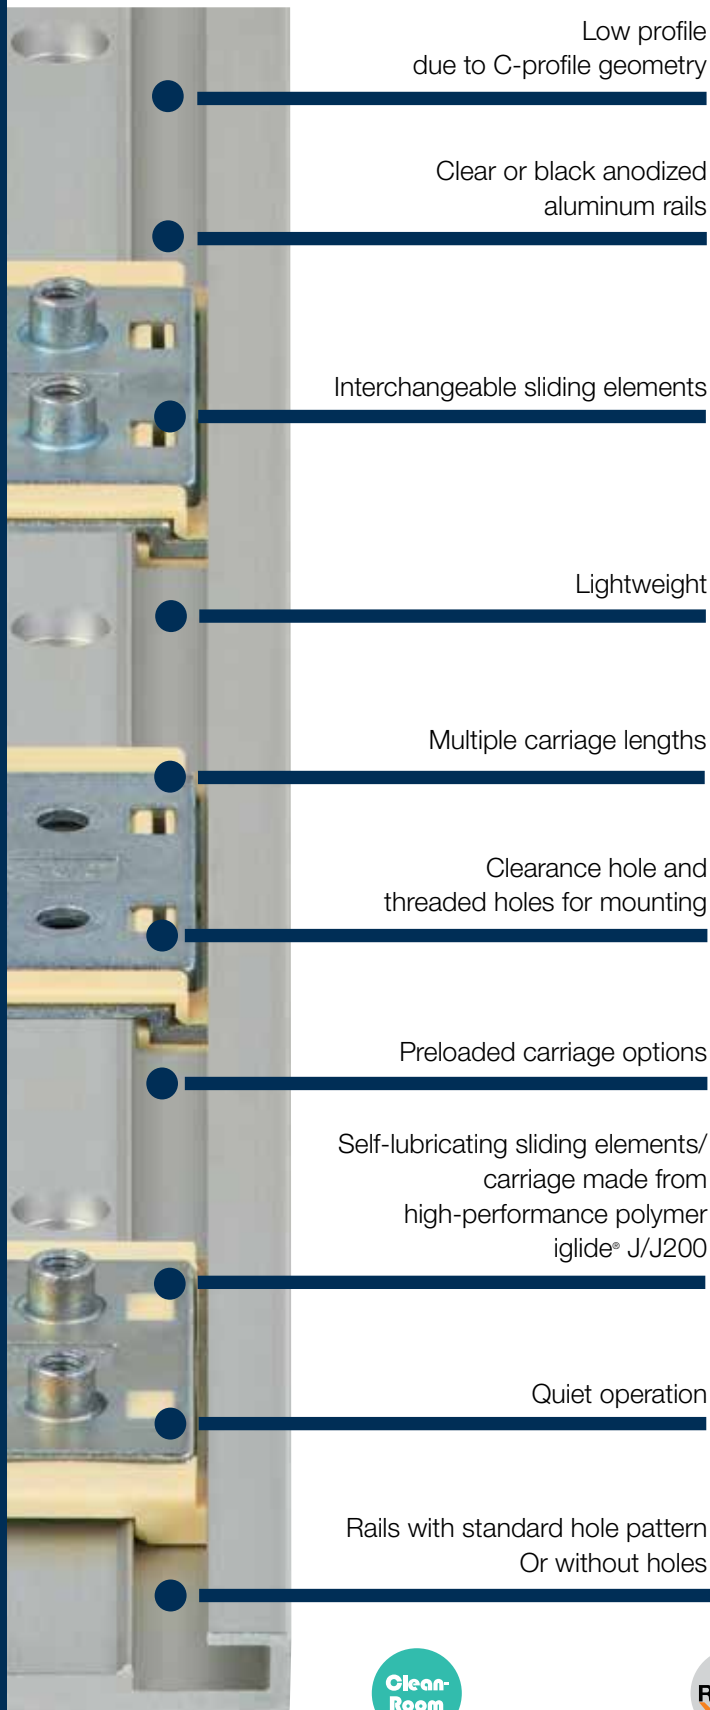 Low profile
due to C-profile geometry
Clear or black anodized
aluminum rails
Interchangeable sliding elements
Lightweight
Multiple carriage lengths
Clearance hole and
threaded holes for mounting
Preloaded carriage options
Self-lubricating sliding elements/
carriage made from
high-performance polymer
iglide® J/J200
Quiet operation
Rails with standard hole pattern
Or without holes
Clean-
Room